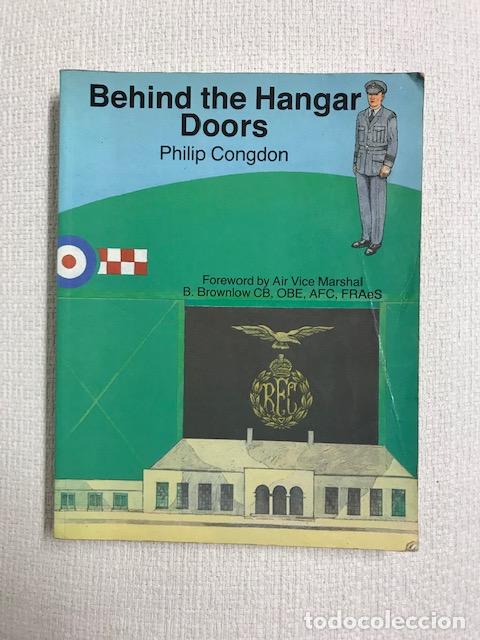 Behind the Hangar
Doors
Philip Congdon
Foreword by Air Vice Marshal
B. Brownlow CB, OBE, AFC, FRAeS
RFC
todocoleccion